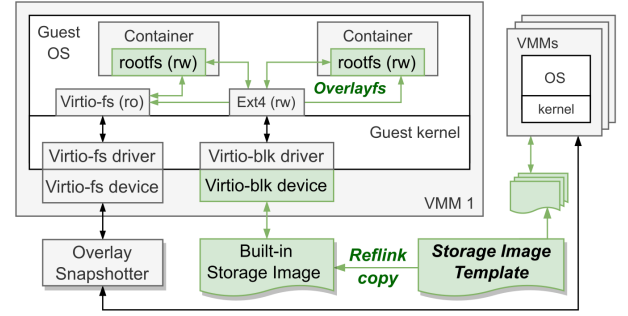 Guest
OS
Container
rootfs (rw)
Container
rootfs (rw)
Overlayfs
Virtio-fs (ro)
Ext4 (rw)
Guest kernel
Virtio-fs driver
Virtio-blk driver
Virtio-fs device
Virtio-blk device
VMM 1
VMMs
OS
kernel
Overlay
Snapshotter
Built-in
Storage Image
Reflink
copy
Storage Image
Template